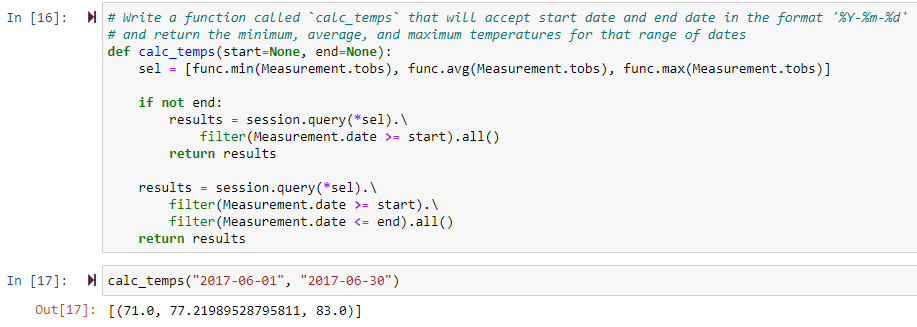 In [16]: # Write a function called `calc_temps` that will accept start date and end date in the format '%Y-%m-%d'
# and return the minimum, average, and maximum temperatures for that range of dates
def calc_temps(start=None, end=None):
    sel = [func.min(Measurement.tobs), func.avg(Measurement.tobs), func.max(Measurement.tobs)]
    if not end:
        results = session.query(*sel).\
            filter(Measurement.date >= start).all()
        return results
    results = session.query(*sel).\
        filter(Measurement.date >= start).\
        filter(Measurement.date <= end).all()
    return results
In [17]: calc_temps("2017-06-01", "2017-06-30")
Out[17]: [(71.0, 77.21989528795811, 83.0)]